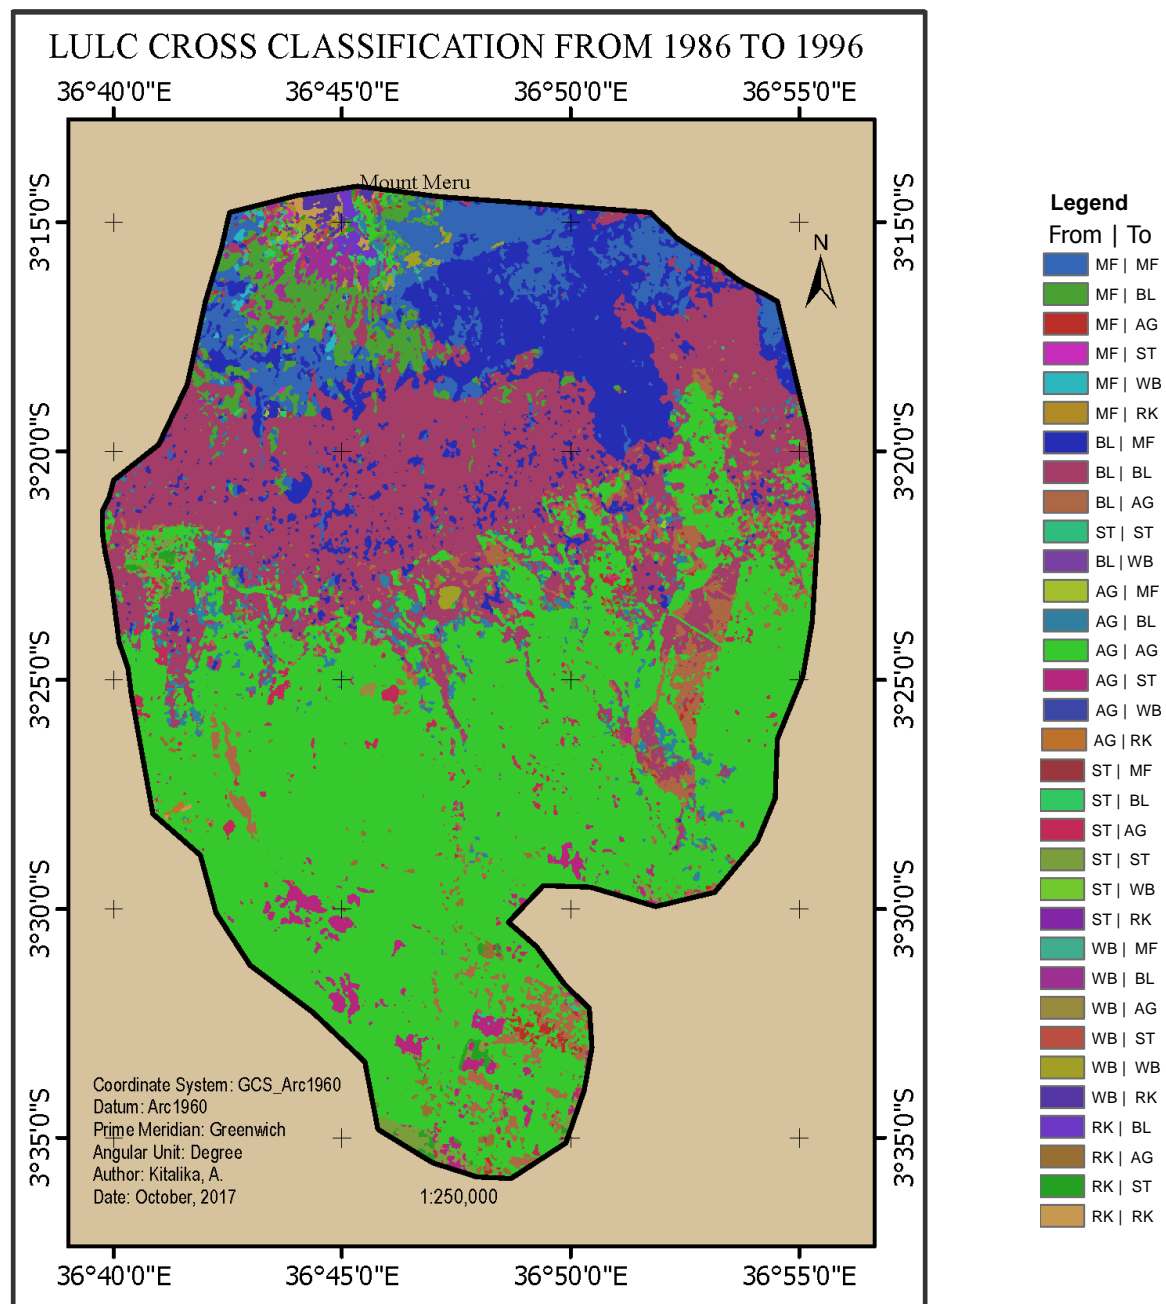 LULC CROSS CLASSIFICATION FROM 1986 TO 1996
36°40'0"E 36°45'0"E 36°50'0"E 36°55'0"E
Mount Meru
3°15'0"S 3°15'0"S
N
3°20'0"S 3°20'0"S
3°25'0"S 3°25'0"S
3°30'0"S 3°30'0"S
3°35'0"S 3°35'0"S
Coordinate System: GCS_Arc1960
Datum: Arc1960
Prime Meridian: Greenwich
Angular Unit: Degree
Author: Kitalika, A.
Date: October, 2017
1:250,000
36°40'0"E 36°45'0"E 36°50'0"E 36°55'0"E
Legend
From | To
MF | MF
MF | BL
MF | AG
MF | ST
MF | WB
MF | RK
BL | MF
BL | BL
BL | AG
ST | ST
BL | WB
AG | MF
AG | BL
AG | AG
AG | ST
AG | WB
AG | RK
ST | MF
ST | BL
ST | AG
ST | ST
ST | WB
ST | RK
WB | MF
WB | BL
WB | AG
WB | ST
WB | WB
WB | RK
RK | BL
RK | AG
RK | ST
RK | RK